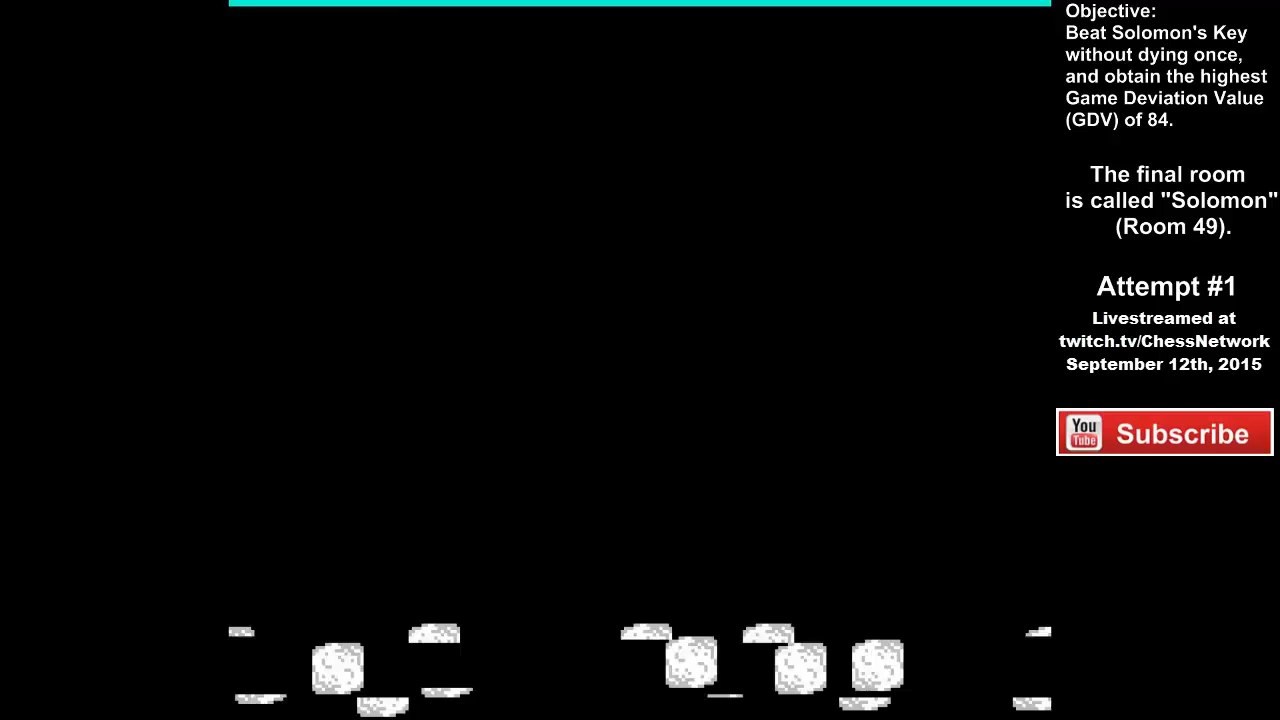 Objective:
Beat Solomon's Key
without dying once,
and obtain the highest
Game Deviation Value
(GDV) of 84.
The final room
is called "Solomon"
(Room 49).
Attempt #1
Livestreamed at
twitch.tv/ChessNetwork
September 12th, 2015
You
Tube
Subscribe